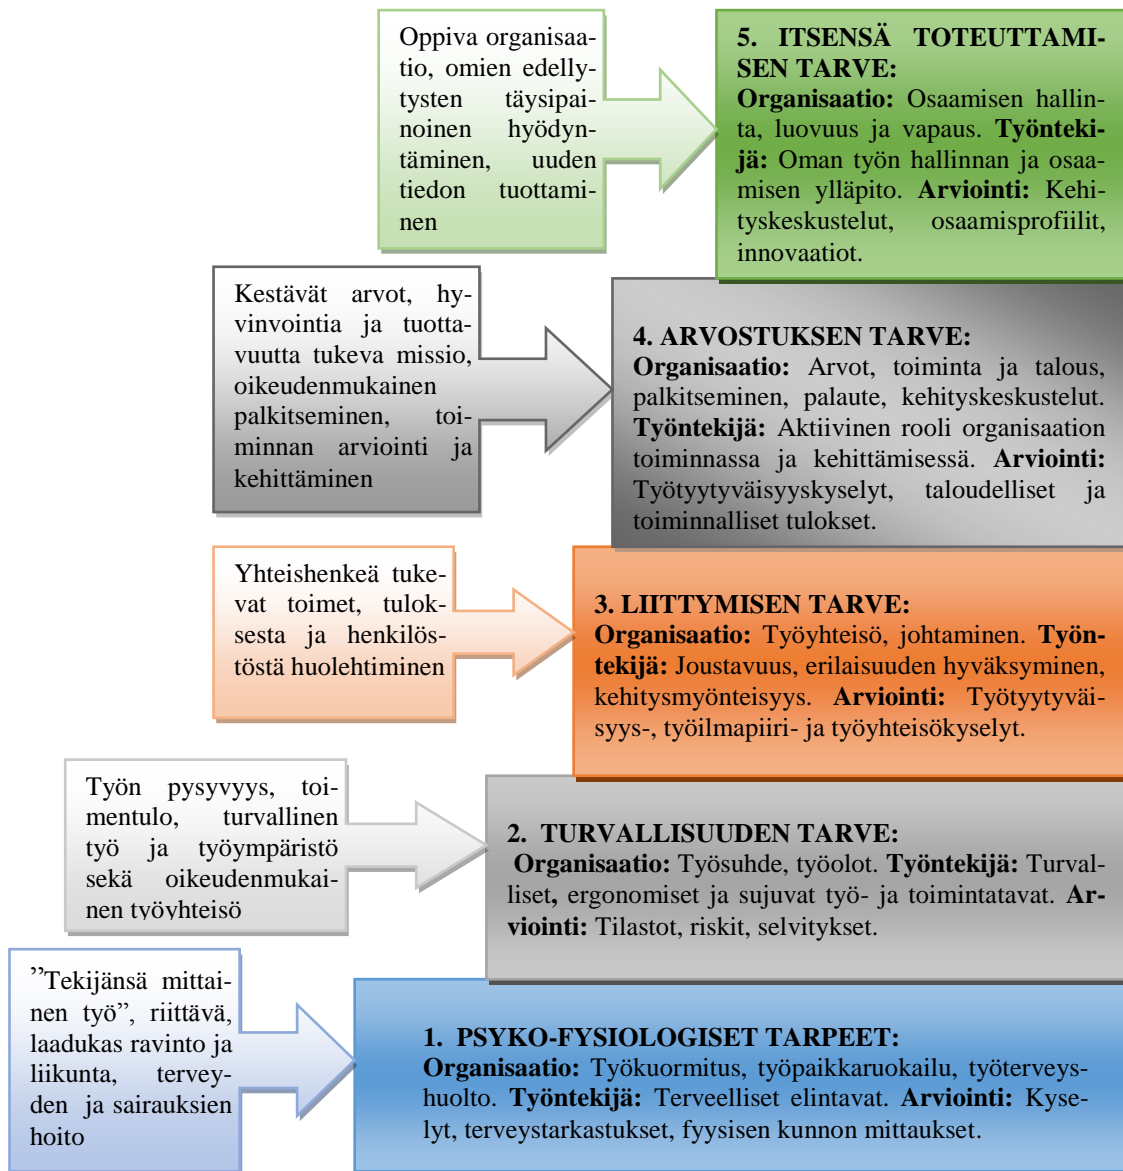 Oppiva organisaa-
tio, omien edelly-
tysten täysipai-
noinen hyödyn-
täminen, uuden
tiedon tuottami-
nen
5. ITSENSÄ TOTEUTTAMI-
SEN TARVE:
Organisaatio: Osaamisen hallin-
ta, luovuus ja vapaus. Työnteki-
jä: Oman työn hallinnan ja osaa-
misen ylläpito. Arviointi: Kehi-
tyskeskustelut, osaamisprofiilit,
innovaatiot.
Kestävät arvot, hy-
vinvointia ja tuotta-
vuutta tukeva missio,
oikeudenmukainen
palkitseminen, toi-
minnan arviointi ja
kehittäminen
4. ARVOSTUKSEN TARVE:
Organisaatio: Arvot, toiminta ja talous,
palkitseminen, palaute, kehityskeskustelut.
Työntekijä: Aktiivinen rooli organisaation
toiminnassa ja kehittämisessä. Arviointi:
Työtyytyväisyyskyselyt, taloudelliset ja
toiminnalliset tulokset.
Yhteishenkeä tuke-
vat toimet, tulok-
sesta ja henkilös-
töstä huolehtiminen
3. LIITTYMISEN TARVE:
Organisaatio: Työyhteisö, johtaminen. Työn-
tekijä: Joustavuus, erilaisuuden hyväksyminen,
kehitysmyönteisyys. Arviointi: Työtyytyväi-
syys-, työilmapiiri- ja työyhteisökyselyt.
Työn pysyvyys, toi-
mentulo, turvallinen
työ ja työympäristö
sekä oikeudenmukai-
nen työyhteisö
2. TURVALLISUUDEN TARVE:
Organisaatio: Työsuhde, työolot. Työntekijä: Turval-
liset, ergonomiset ja sujuvat työ- ja toimintatavat. Ar-
viointi: Tilastot, riskit, selvitykset.
”Tekijänsä mittai-
nen työ”, riittävä,
laadukas ravinto ja
liikunta, tervey-
den ja sairauksien
hoito
1. PSYKO-FYSIOLOGISET TARPEET:
Organisaatio: Työkuormitus, työpaikkaruokailu, työterveys-
huolto. Työntekijä: Terveelliset elintavat. Arviointi: Kyse-
lyt, terveystarkastukset, fyysisen kunnon mittaukset.